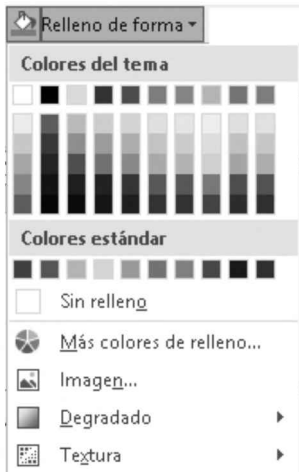 Relleno de forma
Colores del tema
Colores estándar
Sin relleno
Más colores de relleno...
Imagen...
Degradado
Textura